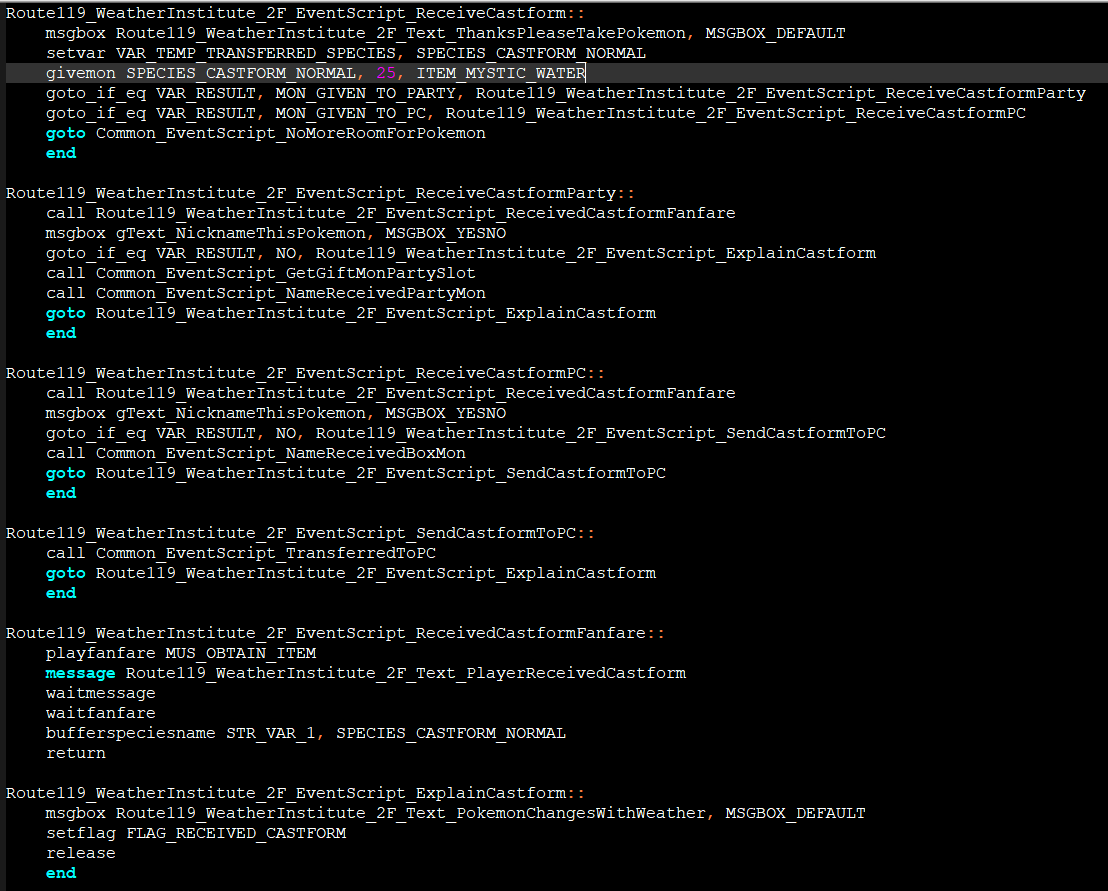 Route119_WeatherInstitute_2F_EventScript_ReceiveCastform::
    msgbox Route119_WeatherInstitute_2F_Text_ThanksPleaseTakePokemon, MSGBOX_DEFAULT
    setvar VAR_TEMP_TRANSFERRED_SPECIES, SPECIES_CASTFORM_NORMAL
    givemon SPECIES_CASTFORM_NORMAL, 25, ITEM_MYSTIC_WATER
    goto_if_eq VAR_RESULT, MON_GIVEN_TO_PARTY, Route119_WeatherInstitute_2F_EventScript_ReceiveCastformParty
    goto_if_eq VAR_RESULT, MON_GIVEN_TO_PC, Route119_WeatherInstitute_2F_EventScript_ReceiveCastformPC
    goto Common_EventScript_NoMoreRoomForPokemon
    end

Route119_WeatherInstitute_2F_EventScript_ReceiveCastformParty::
    call Route119_WeatherInstitute_2F_EventScript_ReceivedCastformFanfare
    msgbox gText_NicknameThisPokemon, MSGBOX_YESNO
    goto_if_eq VAR_RESULT, NO, Route119_WeatherInstitute_2F_EventScript_ExplainCastform
    call Common_EventScript_GetGiftMonPartySlot
    call Common_EventScript_NameReceivedPartyMon
    goto Route119_WeatherInstitute_2F_EventScript_ExplainCastform
    end

Route119_WeatherInstitute_2F_EventScript_ReceiveCastformPC::
    call Route119_WeatherInstitute_2F_EventScript_ReceivedCastformFanfare
    msgbox gText_NicknameThisPokemon, MSGBOX_YESNO
    goto_if_eq VAR_RESULT, NO, Route119_WeatherInstitute_2F_EventScript_SendCastformToPC
    call Common_EventScript_NameReceivedBoxMon
    goto Route119_WeatherInstitute_2F_EventScript_SendCastformToPC
    end

Route119_WeatherInstitute_2F_EventScript_SendCastformToPC::
    call Common_EventScript_TransferredToPC
    goto Route119_WeatherInstitute_2F_EventScript_ExplainCastform
    end

Route119_WeatherInstitute_2F_EventScript_ReceivedCastformFanfare::
    playfanfare MUS_OBTAIN_ITEM
    message Route119_WeatherInstitute_2F_Text_PlayerReceivedCastform
    waitmessage
    waitfanfare
    bufferspeciesname STR_VAR_1, SPECIES_CASTFORM_NORMAL
    return

Route119_WeatherInstitute_2F_EventScript_ExplainCastform::
    msgbox Route119_WeatherInstitute_2F_Text_PokemonChangesWithWeather, MSGBOX_DEFAULT
    setflag FLAG_RECEIVED_CASTFORM
    release
    end